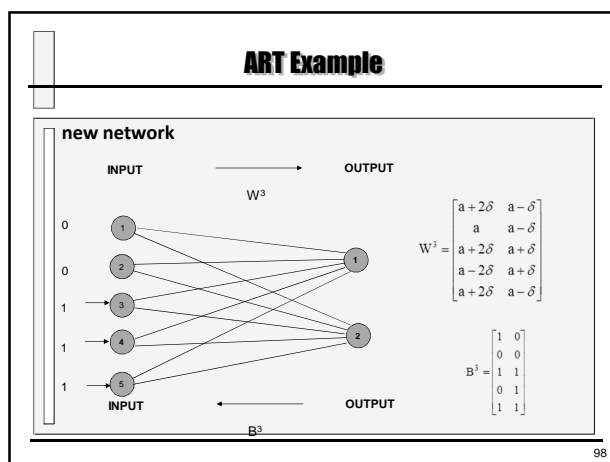 ART Example
new network
INPUT OUTPUT
W³
0 1
0 2
1 3
1 4
1 5
1
2
W³ = [a + 2δ a − δ
a a − δ
a + 2δ a + δ
a − 2δ a + δ
a + 2δ a − δ]
B³ = [1 0
0 0
1 1
0 1
1 1]
INPUT OUTPUT
B³
98